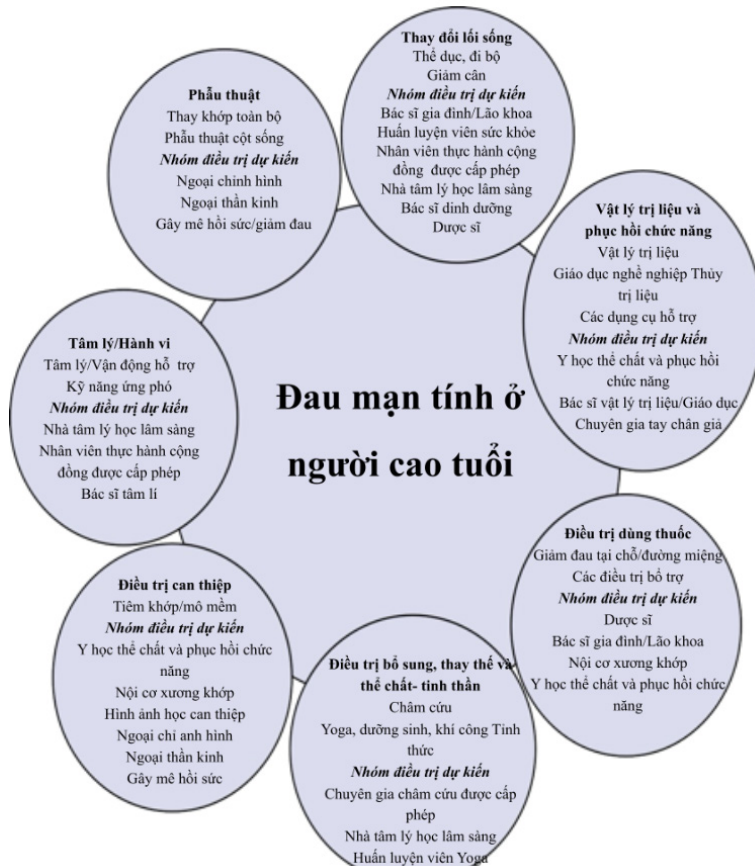 Thay đổi lối sống
Thể dục, đi bộ
Giảm cân
Nhóm điều trị dự kiến
Bác sĩ gia đình/Lão khoa
Huấn luyện viên sức khỏe
Nhân viên thực hành cộng
đồng được cấp phép
Nhà tâm lý học lâm sàng
Bác sĩ dinh dưỡng
Dược sĩ
Phẫu thuật
Thay khớp toàn bộ
Phẫu thuật cột sống
Nhóm điều trị dự kiến
Ngoại chỉnh hình
Ngoại thần kinh
Gây mê hồi sức/giảm đau
Vật lý trị liệu và
phục hồi chức năng
Vật lý trị liệu
Giáo dục nghề nghiệp Thủy
trị liệu
Các dụng cụ hỗ trợ
Nhóm điều trị dự kiến
Y học thể chất và phục hồi
chức năng
Bác sĩ vật lý trị liệu/Giáo dục
Chuyên gia tay chân giả
Tâm lý/Hành vi
Tâm lý/Vận động hỗ trợ
Kỹ năng ứng phó
Nhóm điều trị dự kiến
Nhà tâm lý học lâm sàng
Nhân viên thực hành cộng
đồng được cấp phép
Bác sĩ tâm lí
Đau mạn tính ở
người cao tuổi
Điều trị dùng thuốc
Giảm đau tại chỗ/đường miệng
Các điều trị bổ trợ
Nhóm điều trị dự kiến
Dược sĩ
Bác sĩ gia đình/Lão khoa
Nội cơ xương khớp
Y học thể chất và phục hồi chức
năng
Điều trị can thiệp
Tiêm khớp/mô mềm
Nhóm điều trị dự kiến
Y học thể chất và phục hồi chức
năng
Nội cơ xương khớp
Hình ảnh học can thiệp
Ngoại chỉ anh hình
Ngoại thần kinh
Gây mê hồi sức
Điều trị bổ sung, thay thế và
thể chất- tinh thần
Châm cứu
Yoga, dưỡng sinh, khí công Tỉnh
thức
Nhóm điều trị dự kiến
Chuyên gia châm cứu được cấp
phép
Nhà tâm lý học lâm sàng
Huấn luyện viên Yoga